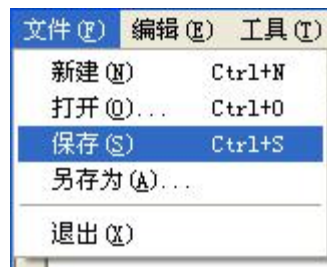 文件(F) 编辑(E) 工具(T)
新建(N) Ctrl+N
打开(O)... Ctrl+O
保存(S) Ctrl+S
另存为(A)...
退出(X)